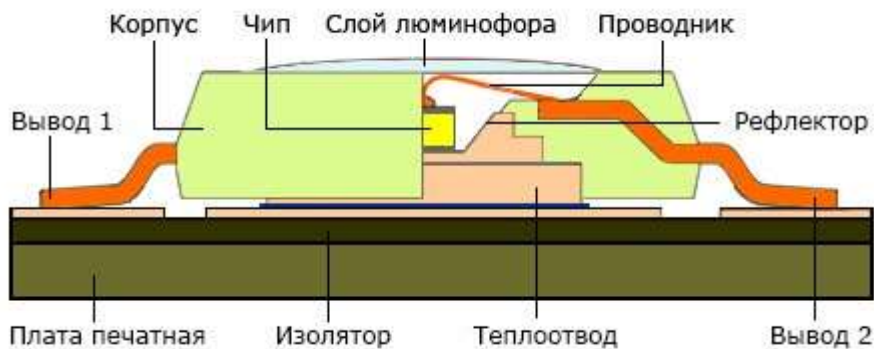 Корпус Чип Слой люминофора Проводник
Вывод 1 Рефлектор
Плата печатная Изолятор Теплоотвод Вывод 2